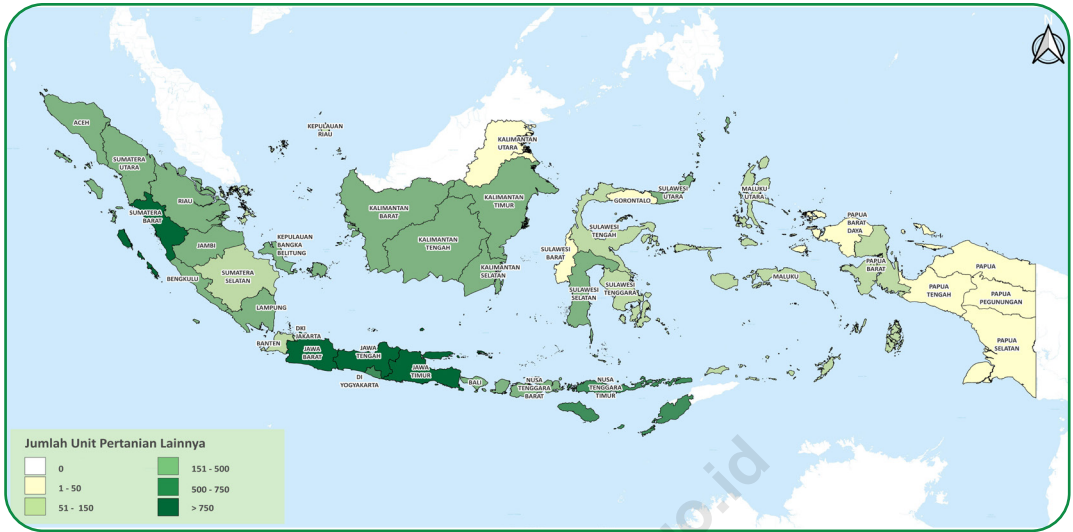 N
ACEH
SUMATERA
UTARA
RIAU
KEPULAUAN
RIAU
SUMATERA
BARAT
JAMBI
KEPULAUAN
BANGKA
BELITUNG
BENGKULU
SUMATERA
SELATAN
LAMPUNG
DKI
JAKARTA
BANTEN
JAWA
BARAT
JAWA
TENGAH
DI
YOGYAKARTA
JAWA
TIMUR
BALI
NUSA
TENGGARA
BARAT
NUSA
TENGGARA
TIMUR
KALIMANTAN
BARAT
KALIMANTAN
TENGAH
KALIMANTAN
SELATAN
KALIMANTAN
TIMUR
KALIMANTAN
UTARA
SULAWESI
UTARA
GORONTALO
SULAWESI
TENGAH
SULAWESI
BARAT
SULAWESI
SELATAN
SULAWESI
TENGGARA
MALUKU
UTARA
MALUKU
PAPUA
BARAT
DAYA
PAPUA
BARAT
PAPUA
PAPUA
TENGAH
PAPUA
PEGUNUNGAN
PAPUA
SELATAN
Jumlah Unit Pertanian Lainnya
0
1 - 50
51 - 150
151 - 500
500 - 750
> 750
o.id